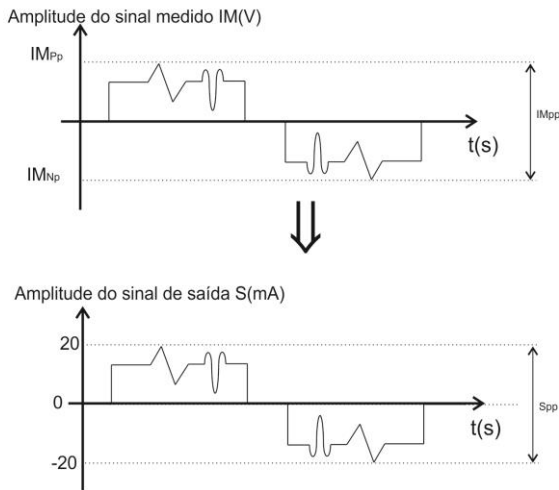 Amplitude do sinal medido IM(V)
IMPp
IMpp
t(s)
IMNp
Amplitude do sinal de saída S(mA)
20
0
Spp
t(s)
-20